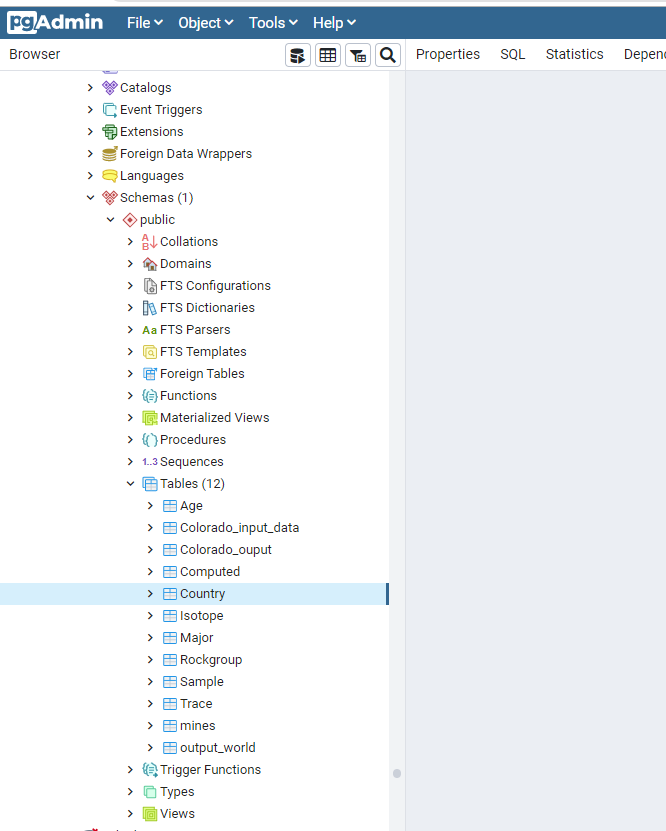 pgAdmin File Object Tools Help
Browser Properties SQL Statistics Depen
Catalogs
Event Triggers
Extensions
Foreign Data Wrappers
Languages
Schemas (1)
public
Collations
Domains
FTS Configurations
FTS Dictionaries
Aa FTS Parsers
FTS Templates
Foreign Tables
Functions
Materialized Views
Procedures
1..3 Sequences
Tables (12)
Age
Colorado_input_data
Colorado_ouput
Computed
Country
Isotope
Major
Rockgroup
Sample
Trace
mines
output_world
Trigger Functions
Types
Views